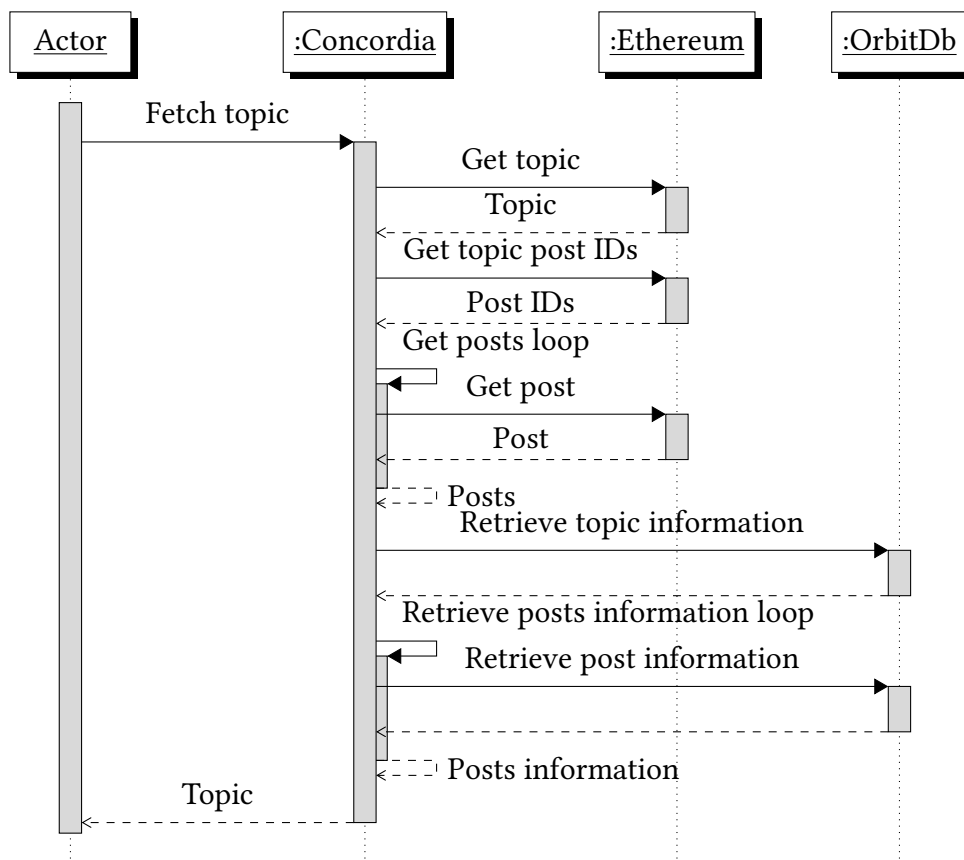 Actor
:Concordia
:Ethereum
:OrbitDb
Fetch topic
Get topic
Topic
Get topic post IDs
Post IDs
Get posts loop
Get post
Post
Posts
Retrieve topic information
Retrieve posts information loop
Retrieve post information
Posts information
Topic